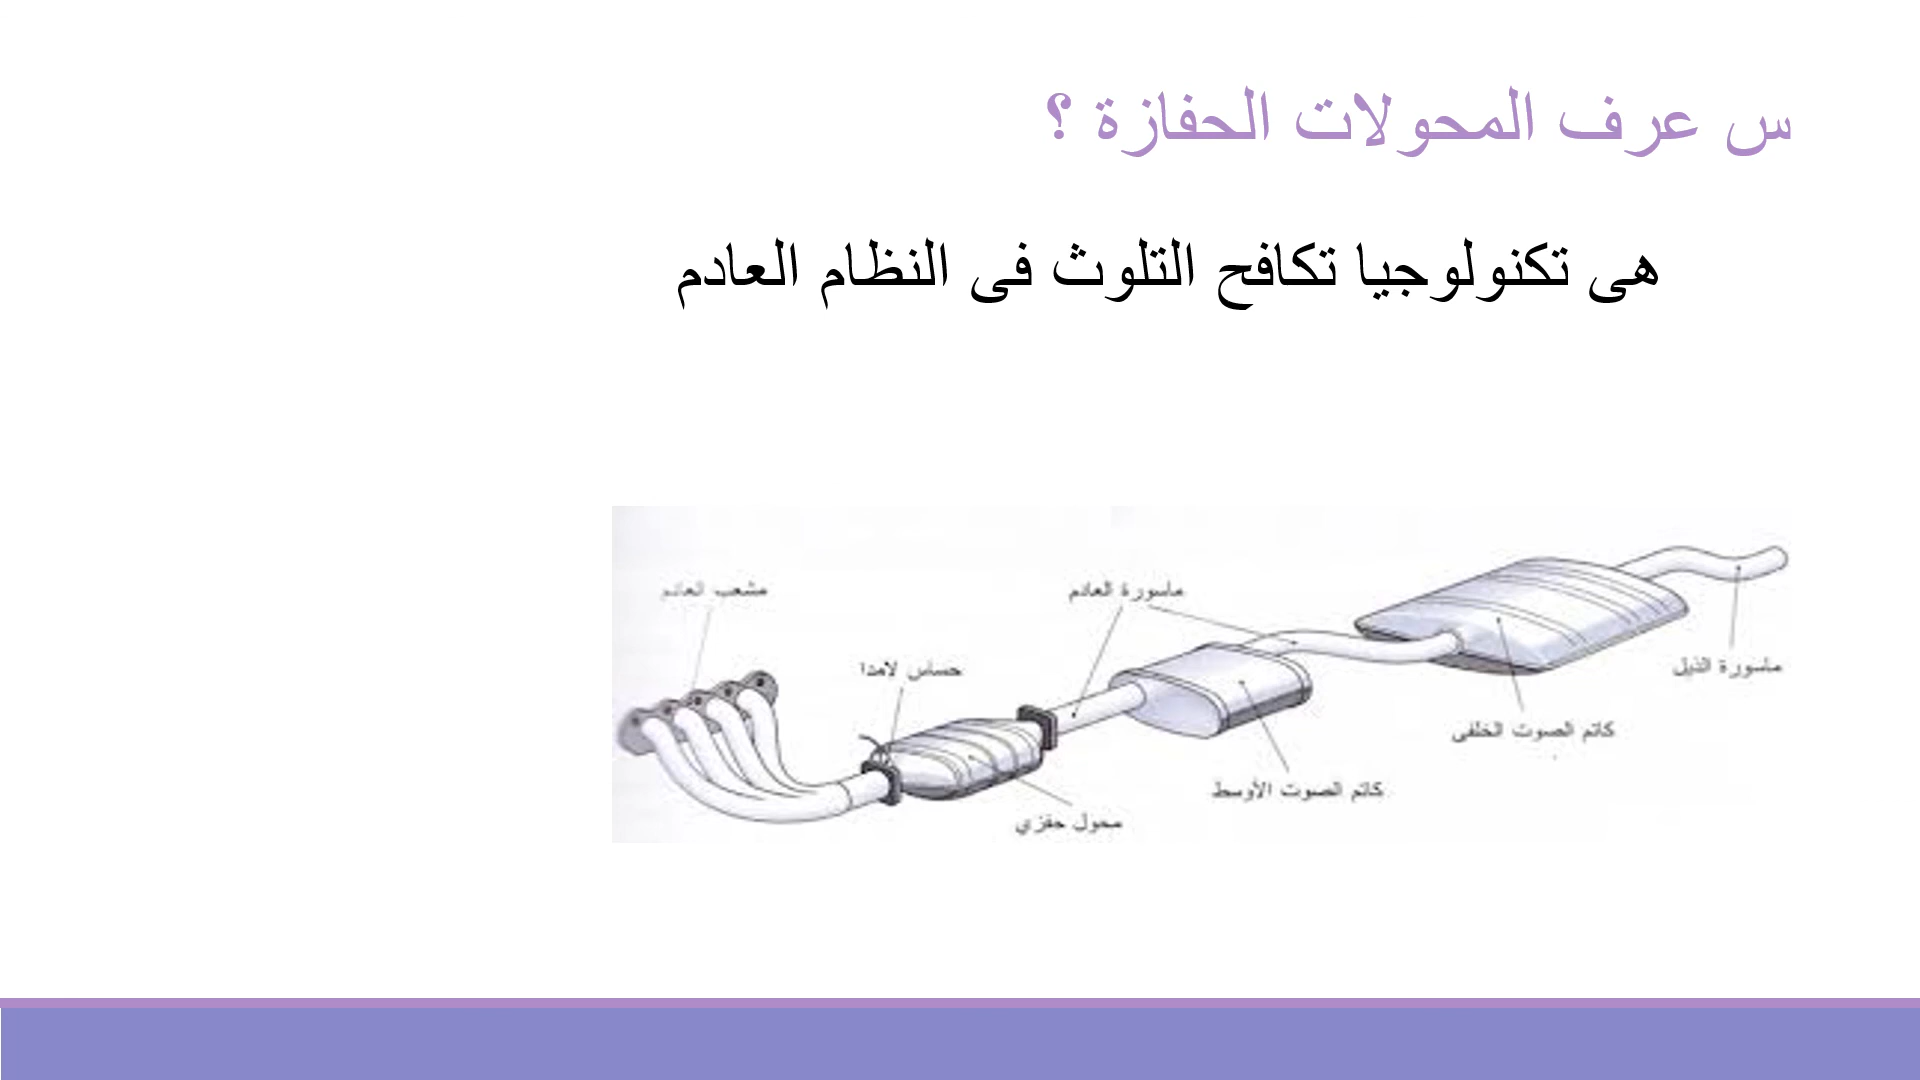 س عرف المحولات الحفازة ؟
هى تكنولوجيا تكافح التلوث فى النظام العادم
مشعب العادم
ماسورة العادم
حساس لامدا
ماسورة الذيل
كاتم الصوت الخلفى
كاتم الصوت الأوسط
محول حفزي